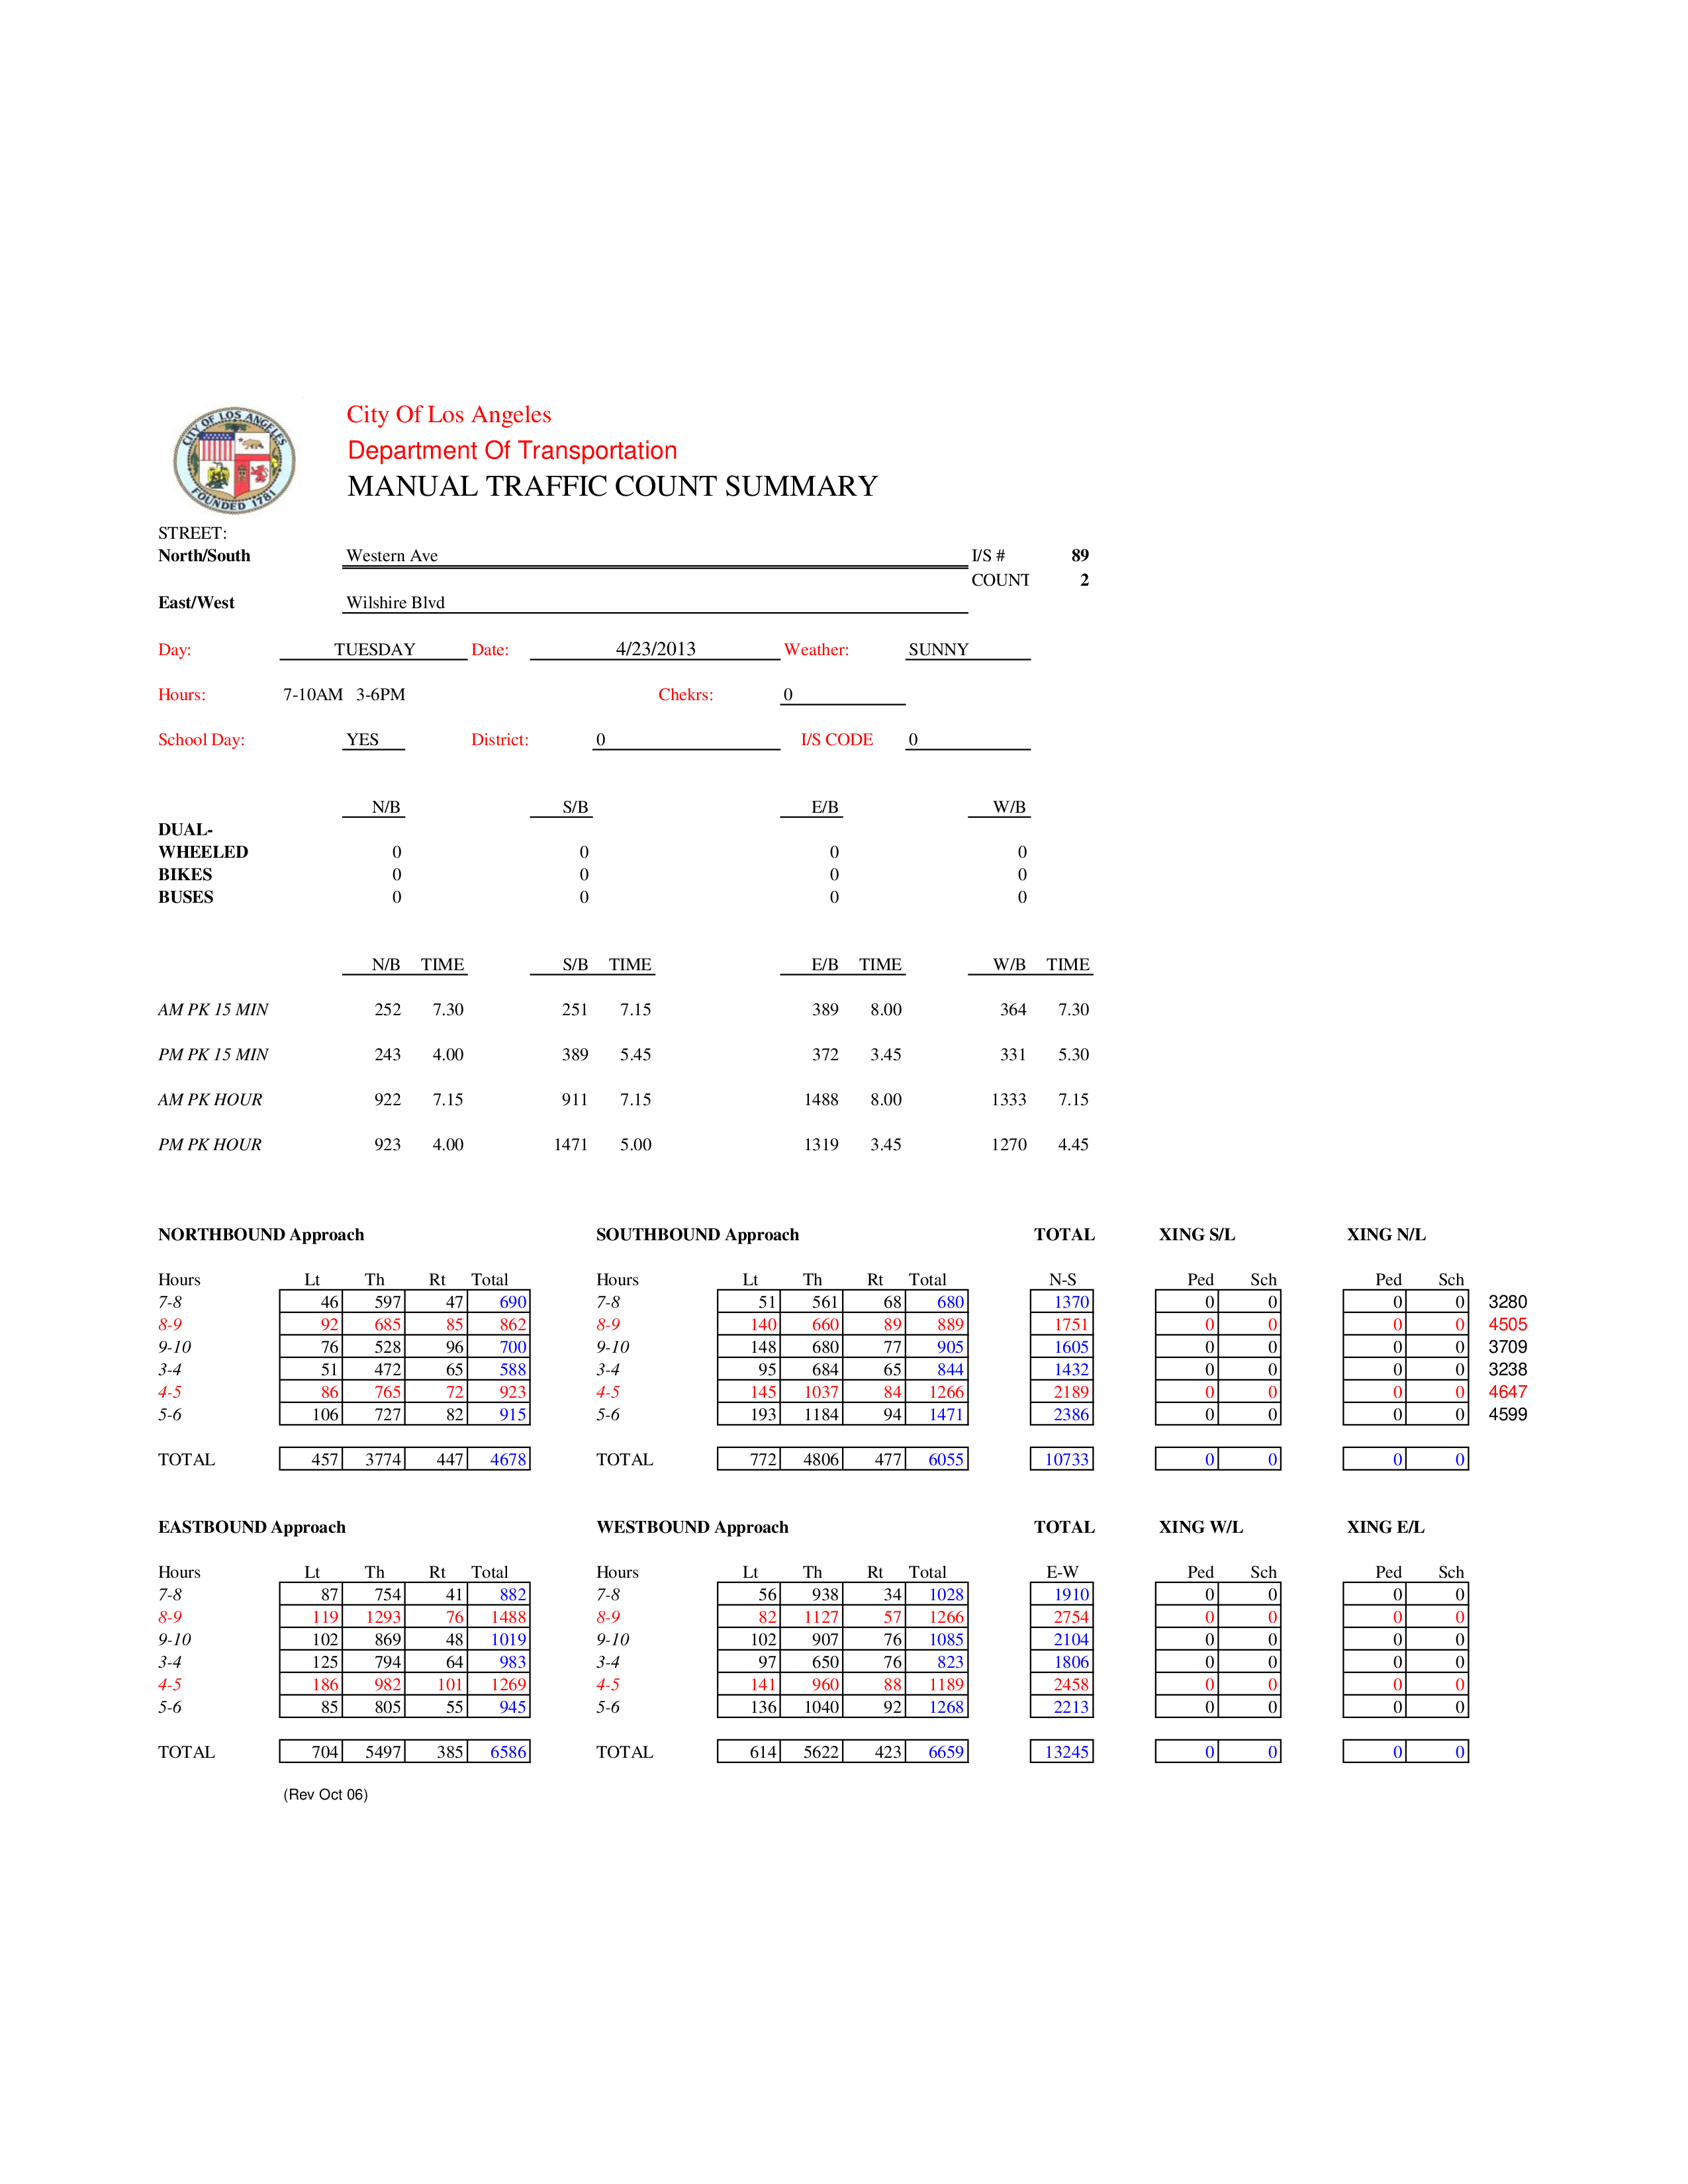 CITY OF LOS ANGELES
FOUNDED 1781
City Of Los Angeles
Department Of Transportation
MANUAL TRAFFIC COUNT SUMMARY
STREET:
North/South Western Ave I/S # 89
COUNT 2
East/West Wilshire Blvd
Day: TUESDAY Date: 4/23/2013 Weather: SUNNY
Hours: 7-10AM 3-6PM Chekrs: 0
School Day: YES District: 0 I/S CODE 0
N/B S/B E/B W/B
DUAL-
WHEELED 0 0 0 0
BIKES 0 0 0 0
BUSES 0 0 0 0
N/B TIME S/B TIME E/B TIME W/B TIME
AM PK 15 MIN 252 7.30 251 7.15 389 8.00 364 7.30
PM PK 15 MIN 243 4.00 389 5.45 372 3.45 331 5.30
AM PK HOUR 922 7.15 911 7.15 1488 8.00 1333 7.15
PM PK HOUR 923 4.00 1471 5.00 1319 3.45 1270 4.45
NORTHBOUND Approach SOUTHBOUND Approach TOTAL XING S/L XING N/L
Hours Lt Th Rt Total Hours Lt Th Rt Total N-S Ped Sch Ped Sch
7-8 46 597 47 690 7-8 51 561 68 680 1370 0 0 0 0 3280
8-9 92 685 85 862 8-9 140 660 89 889 1751 0 0 0 0 4505
9-10 76 528 96 700 9-10 148 680 77 905 1605 0 0 0 0 3709
3-4 51 472 65 588 3-4 95 684 65 844 1432 0 0 0 0 3238
4-5 86 765 72 923 4-5 145 1037 84 1266 2189 0 0 0 0 4647
5-6 106 727 82 915 5-6 193 1184 94 1471 2386 0 0 0 0 4599
TOTAL 457 3774 447 4678 TOTAL 772 4806 477 6055 10733 0 0 0 0
EASTBOUND Approach WESTBOUND Approach TOTAL XING W/L XING E/L
Hours Lt Th Rt Total Hours Lt Th Rt Total E-W Ped Sch Ped Sch
7-8 87 754 41 882 7-8 56 938 34 1028 1910 0 0 0 0
8-9 119 1293 76 1488 8-9 82 1127 57 1266 2754 0 0 0 0
9-10 102 869 48 1019 9-10 102 907 76 1085 2104 0 0 0 0
3-4 125 794 64 983 3-4 97 650 76 823 1806 0 0 0 0
4-5 186 982 101 1269 4-5 141 960 88 1189 2458 0 0 0 0
5-6 85 805 55 945 5-6 136 1040 92 1268 2213 0 0 0 0
TOTAL 704 5497 385 6586 TOTAL 614 5622 423 6659 13245 0 0 0 0
(Rev Oct 06)